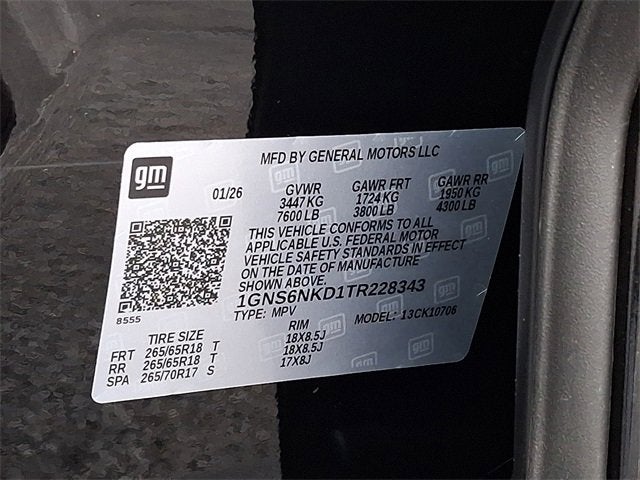 gm
MFD BY GENERAL MOTORS LLC
01/26 GVWR GAWR FRT GAWR RR
3447 KG 1724 KG 1950 KG
7600 LB 3800 LB 4300 LB
THIS VEHICLE CONFORMS TO ALL
APPLICABLE U.S. FEDERAL MOTOR
VEHICLE SAFETY STANDARDS IN EFFECT
ON THE DATE OF MANUFACTURE
SHOWN ABOVE.
1GNS6NKD1TR228343
8555
TYPE: MPV MODEL: 13CK10706
TIRE SIZE RIM
FRT 265/65R18 T 18X8.5J
RR 265/65R18 T 18X8.5J
SPA 265/70R17 S 17X8J